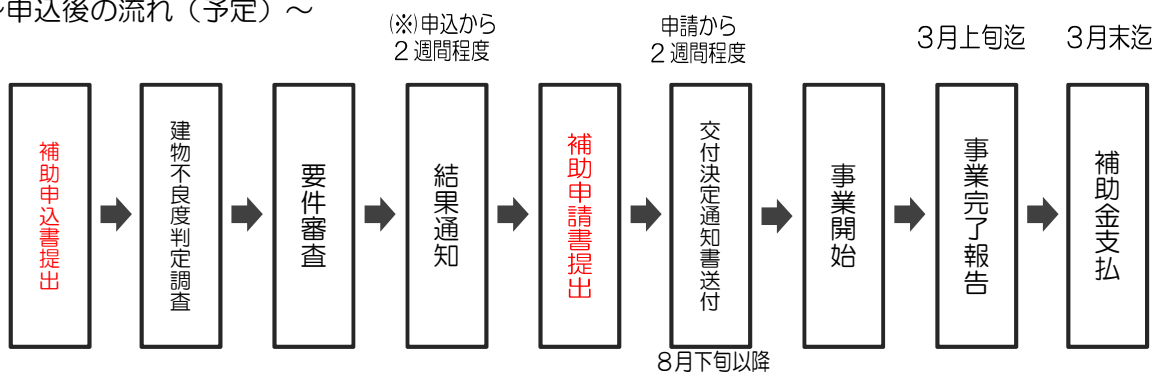 ～申込後の流れ（予定）～
(※)申込から
２週間程度
申請から
２週間程度
３月上旬迄
３月末迄
補助申込書提出
建物不良度判定調査
要件審査
結果通知
補助申請書提出
交付決定通知書送付
事業開始
事業完了報告
補助金支払
８月下旬以降